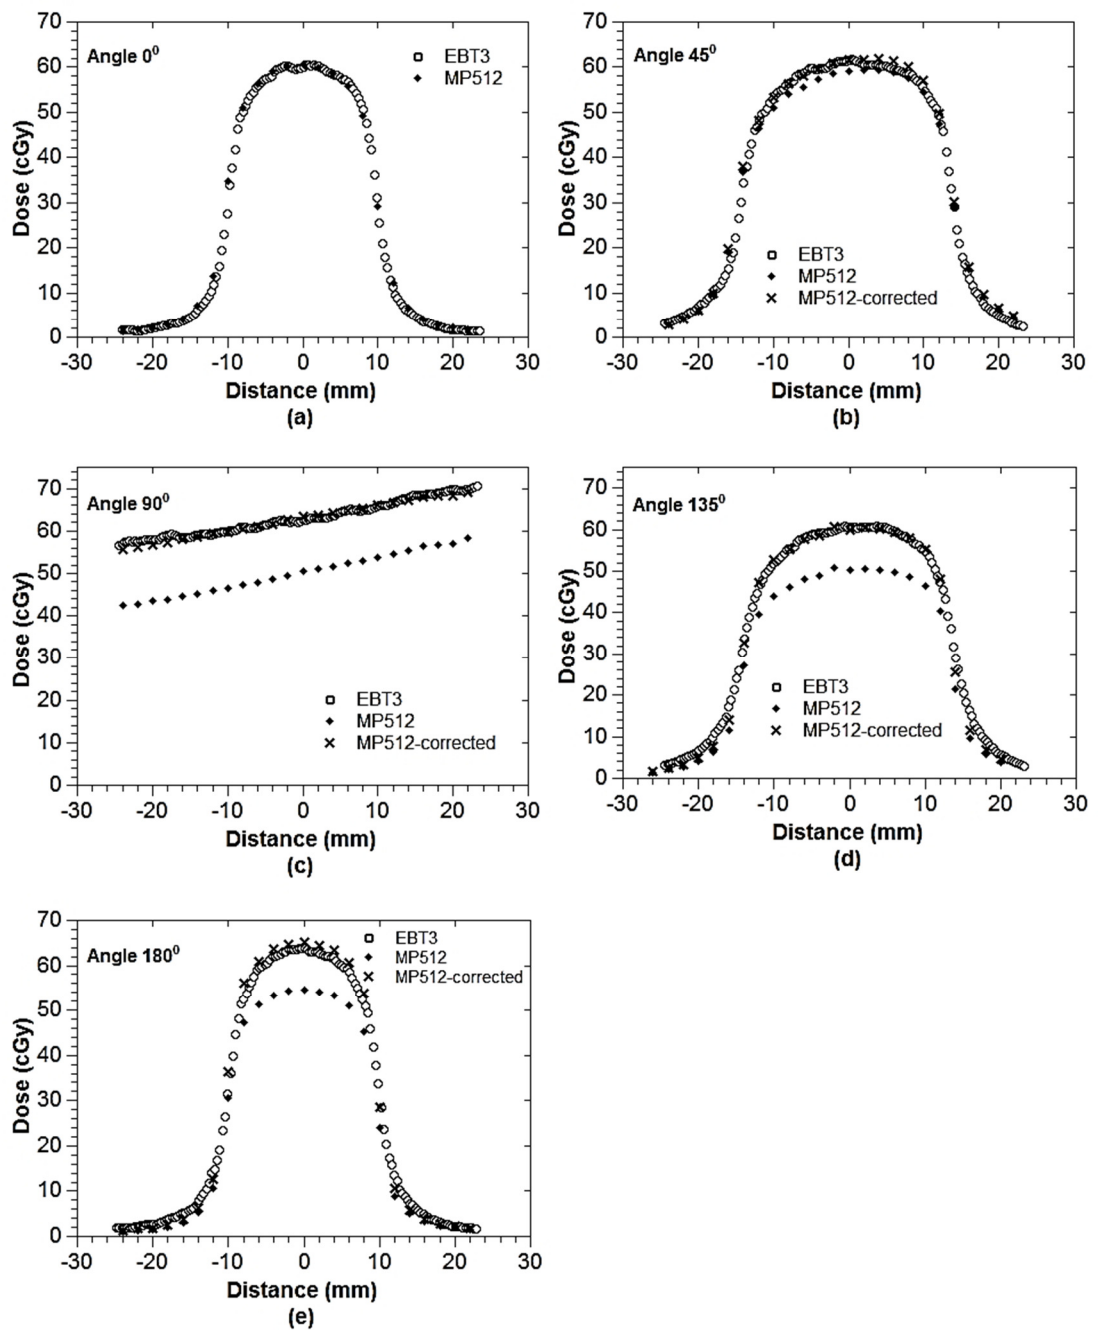 Angle 0⁰
EBT3
MP512
70
60
50
40
30
20
10
0
-30 -20 -10 0 10 20 30
Dose (cGy)
Distance (mm)
(a)
Angle 45⁰
EBT3
MP512
MP512-corrected
70
60
50
40
30
20
10
0
-30 -20 -10 0 10 20 30
Dose (cGy)
Distance (mm)
(b)
Angle 90⁰
EBT3
MP512
MP512-corrected
70
60
50
40
30
20
10
0
-30 -20 -10 0 10 20 30
Dose (cGy)
Distance (mm)
(c)
Angle 135⁰
EBT3
MP512
MP512-corrected
70
60
50
40
30
20
10
0
-30 -20 -10 0 10 20 30
Dose (cGy)
Distance (mm)
(d)
Angle 180⁰
EBT3
MP512
MP512-corrected
70
60
50
40
30
20
10
0
-30 -20 -10 0 10 20 30
Dose (cGy)
Distance (mm)
(e)